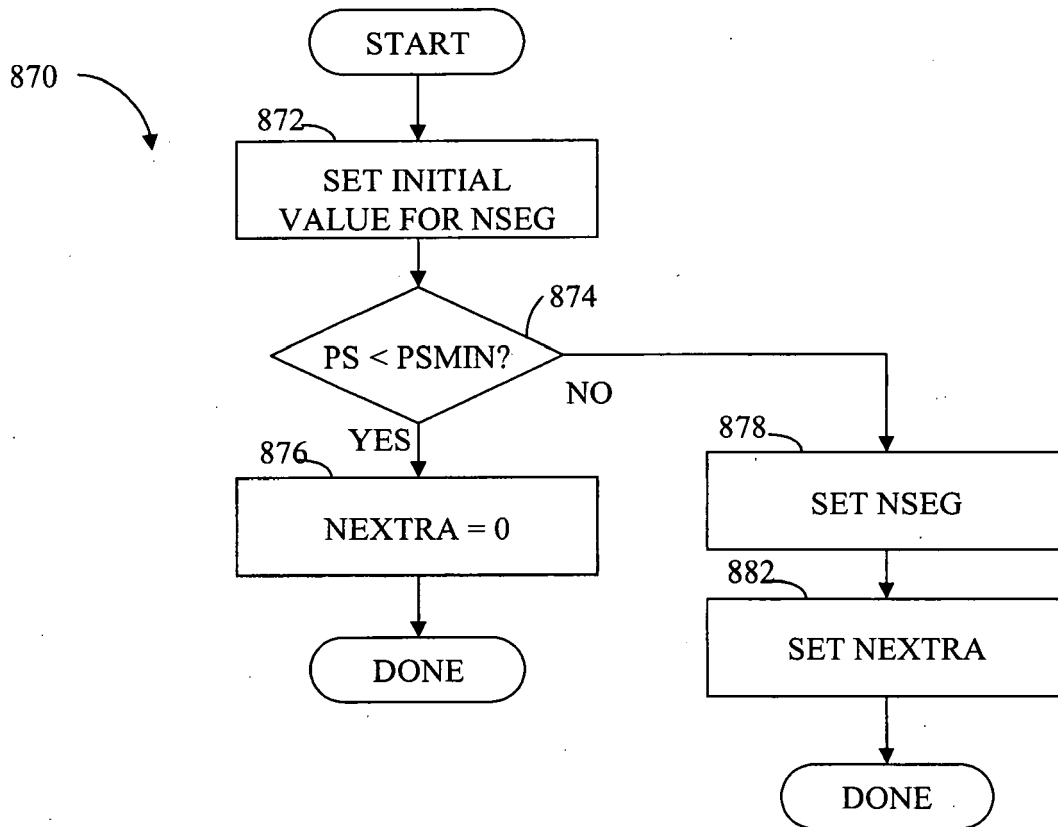 START
870
872
SET INITIAL
VALUE FOR NSEG
874
PS < PSMIN?
NO
YES
876
NEXTRA = 0
DONE
878
SET NSEG
882
SET NEXTRA
DONE